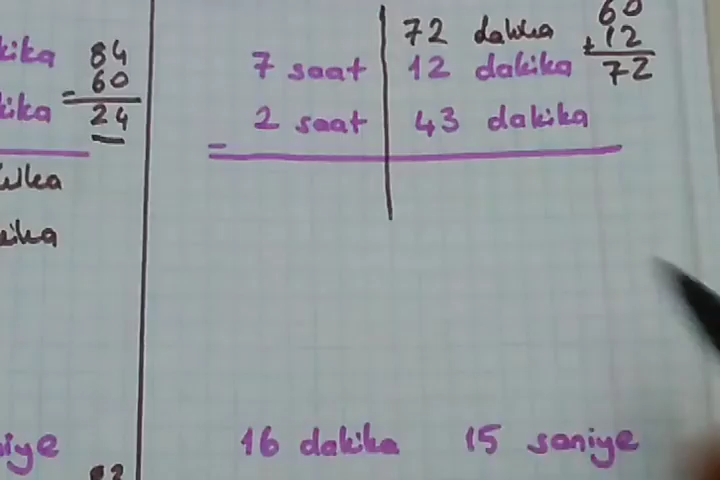 84
- 60
24
60
+ 12
72
72 dakika
7 saat 12 dakika
- 2 saat 43 dakika
16 dakika 15 saniye